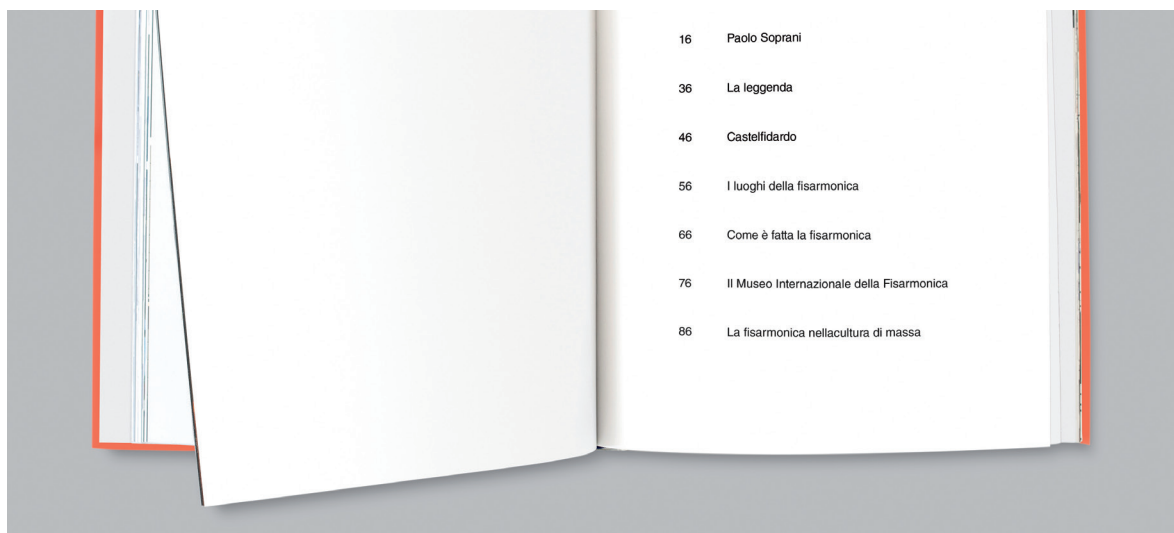 16 Paolo Soprani
36 La leggenda
46 Castelfidardo
56 I luoghi della fisarmonica
66 Come è fatta la fisarmonica
76 Il Museo Internazionale della Fisarmonica
86 La fisarmonica nellacultura di massa